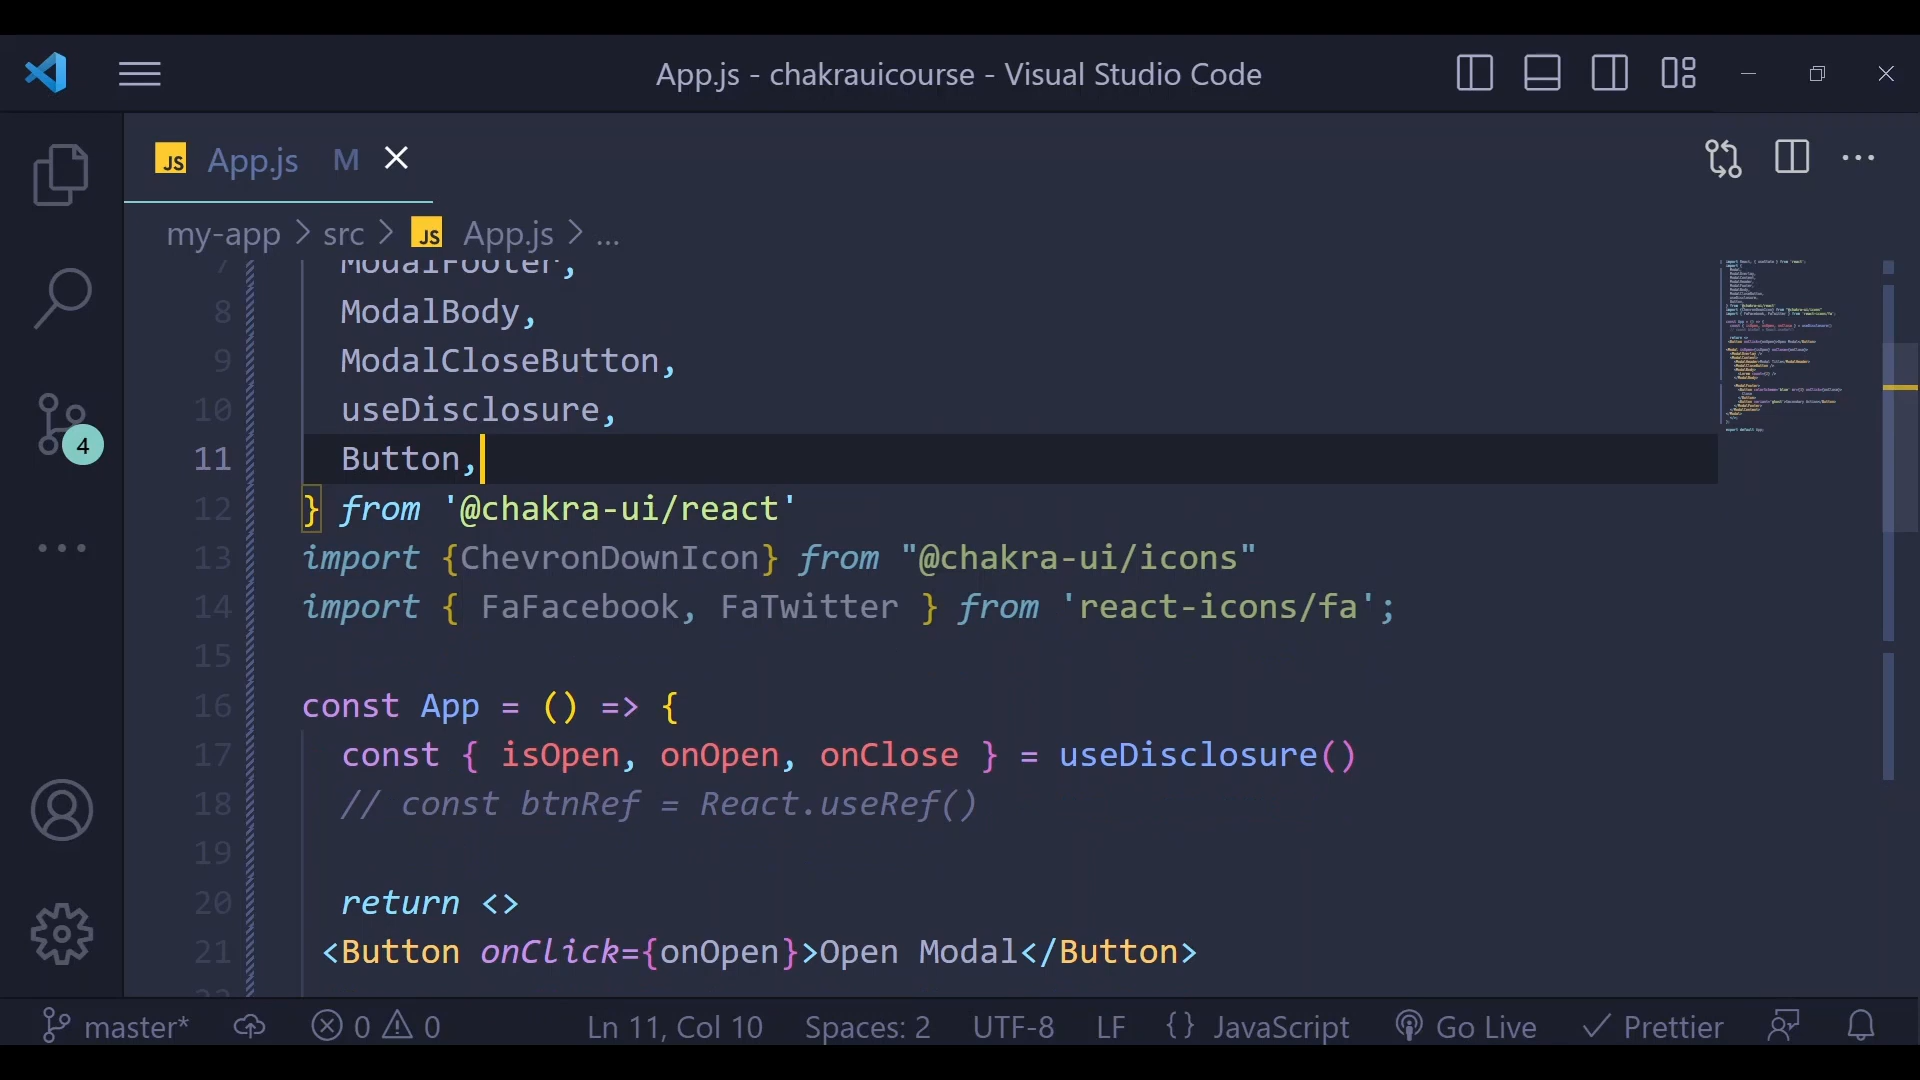 App.js - chakrauicourse - Visual Studio Code
JS App.js M
my-app > src > JS App.js > ...
7 ModalFooter,
8 ModalBody,
9 ModalCloseButton,
10 useDisclosure,
11 Button,
12 } from '@chakra-ui/react'
13 import {ChevronDownIcon} from "@chakra-ui/icons"
14 import { FaFacebook, FaTwitter } from 'react-icons/fa';
15
16 const App = () => {
17 const { isOpen, onOpen, onClose } = useDisclosure()
18 // const btnRef = React.useRef()
19
20 return <>
21 <Button onClick={onOpen}>Open Modal</Button>
4
master* 0 0 Ln 11, Col 10 Spaces: 2 UTF-8 LF {} JavaScript Go Live Prettier